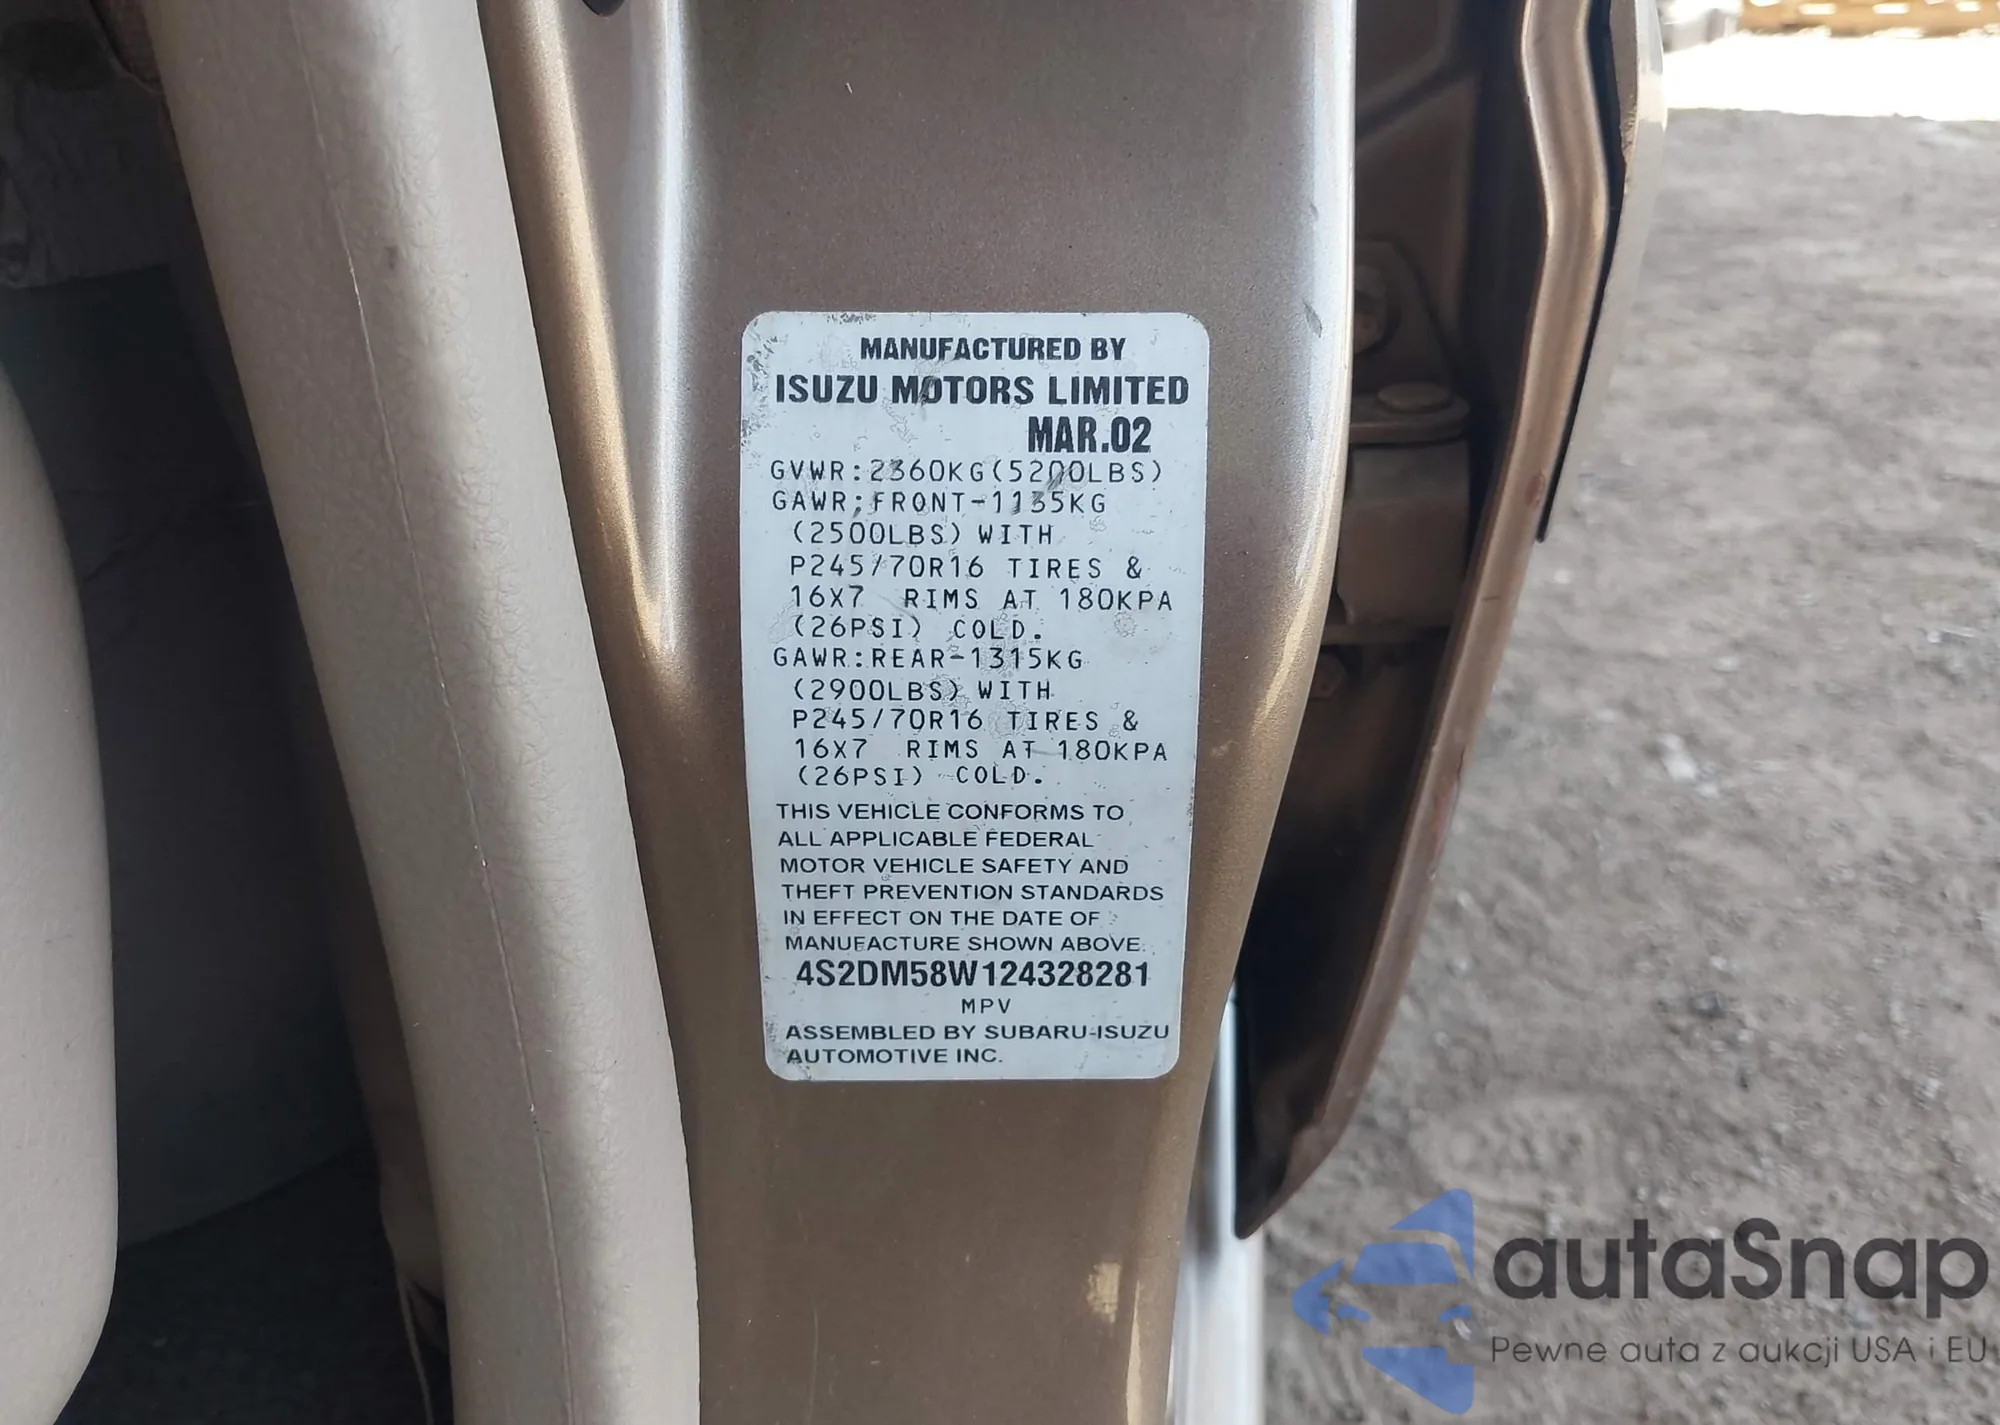 MANUFACTURED BY
ISUZU MOTORS LIMITED
MAR.02
GVWR:2360KG(5200LBS)
GAWR:FRONT-1135KG
(2500LBS) WITH
P245/70R16 TIRES &
16X7 RIMS AT 180KPA
(26PSI) COLD.
GAWR:REAR-1315KG
(2900LBS) WITH
P245/70R16 TIRES &
16X7 RIMS AT 180KPA
(26PSI) COLD.
THIS VEHICLE CONFORMS TO
ALL APPLICABLE FEDERAL
MOTOR VEHICLE SAFETY AND
THEFT PREVENTION STANDARDS
IN EFFECT ON THE DATE OF
MANUFACTURE SHOWN ABOVE.
4S2DM58W124328281
MPV
ASSEMBLED BY SUBARU-ISUZU
AUTOMOTIVE INC.
autaSnap
Pewne auta z aukcji USA i EU